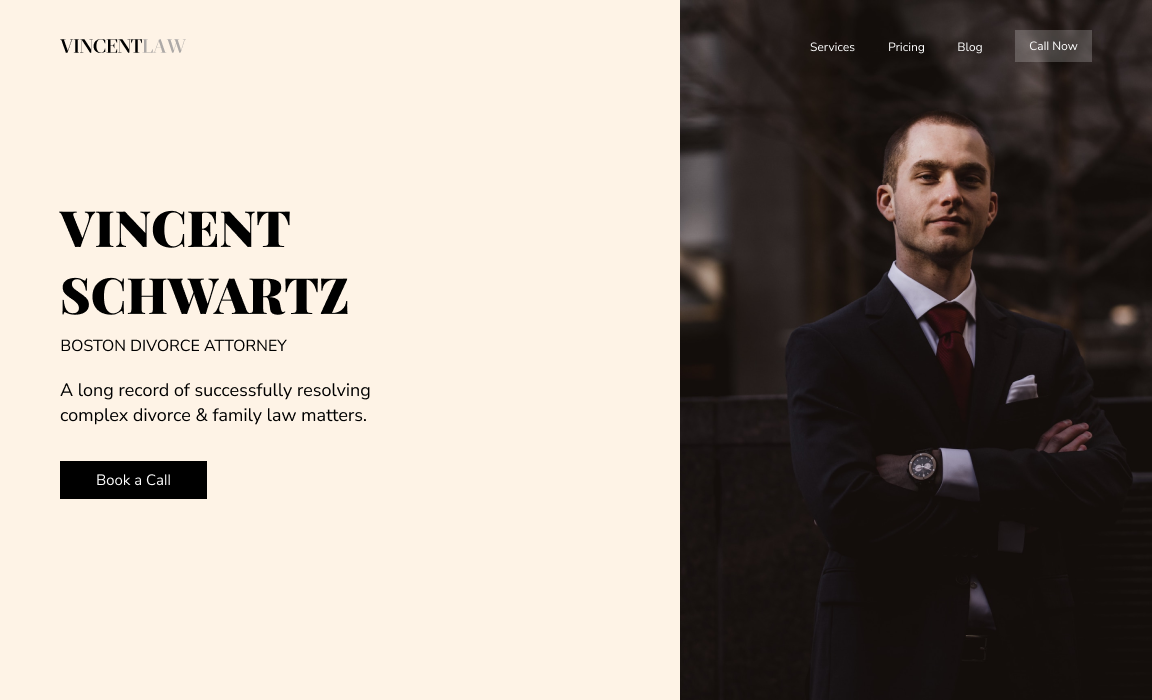 VINCENTLAW
Services
Pricing
Blog
Call Now
VINCENT
SCHWARTZ
BOSTON DIVORCE ATTORNEY
A long record of successfully resolving
complex divorce & family law matters.
Book a Call